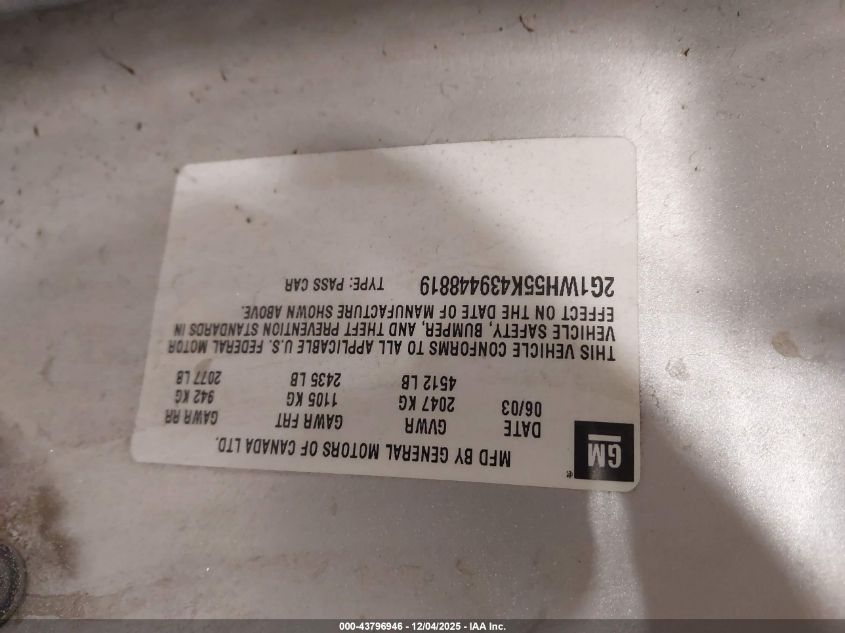 MFD BY GENERAL MOTORS OF CANADA LTD.
GM
DATE GVWR GAWR FRT GAWR RR
06/03 2047 KG 1105 KG 942 KG
4512 LB 2435 LB 2077 LB
THIS VEHICLE CONFORMS TO ALL APPLICABLE U.S. FEDERAL MOTOR
VEHICLE SAFETY, BUMPER, AND THEFT PREVENTION STANDARDS IN
EFFECT ON THE DATE OF MANUFACTURE SHOWN ABOVE.
2G1WH55K439448819 TYPE: PASS CAR
000-43796946 - 12/04/2025 - IAA Inc.